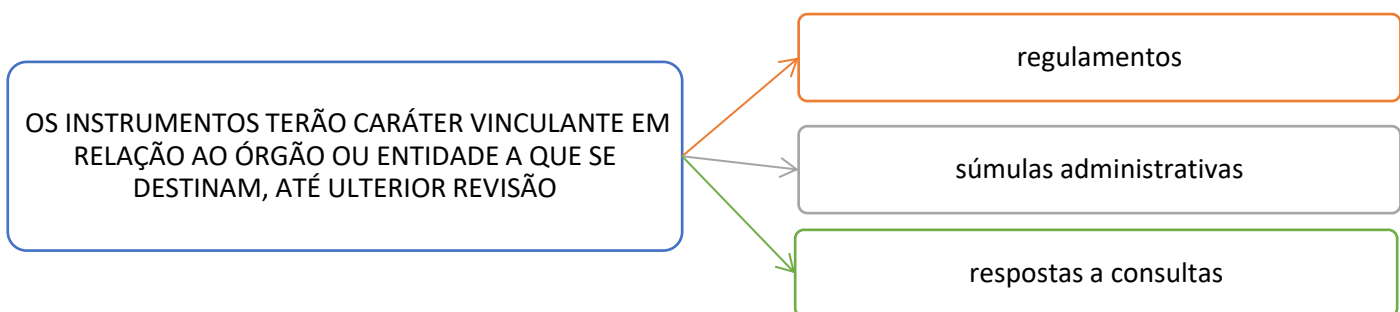 OS INSTRUMENTOS TERÃO CARÁTER VINCULANTE EM
RELAÇÃO AO ÓRGÃO OU ENTIDADE A QUE SE
DESTINAM, ATÉ ULTERIOR REVISÃO
regulamentos
súmulas administrativas
respostas a consultas